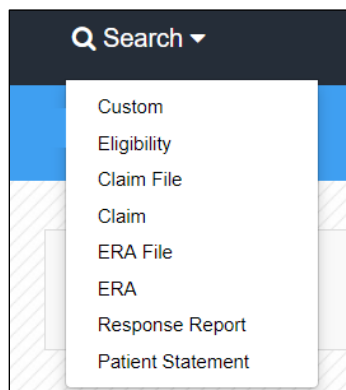 Search
Custom
Eligibility
Claim File
Claim
ERA File
ERA
Response Report
Patient Statement